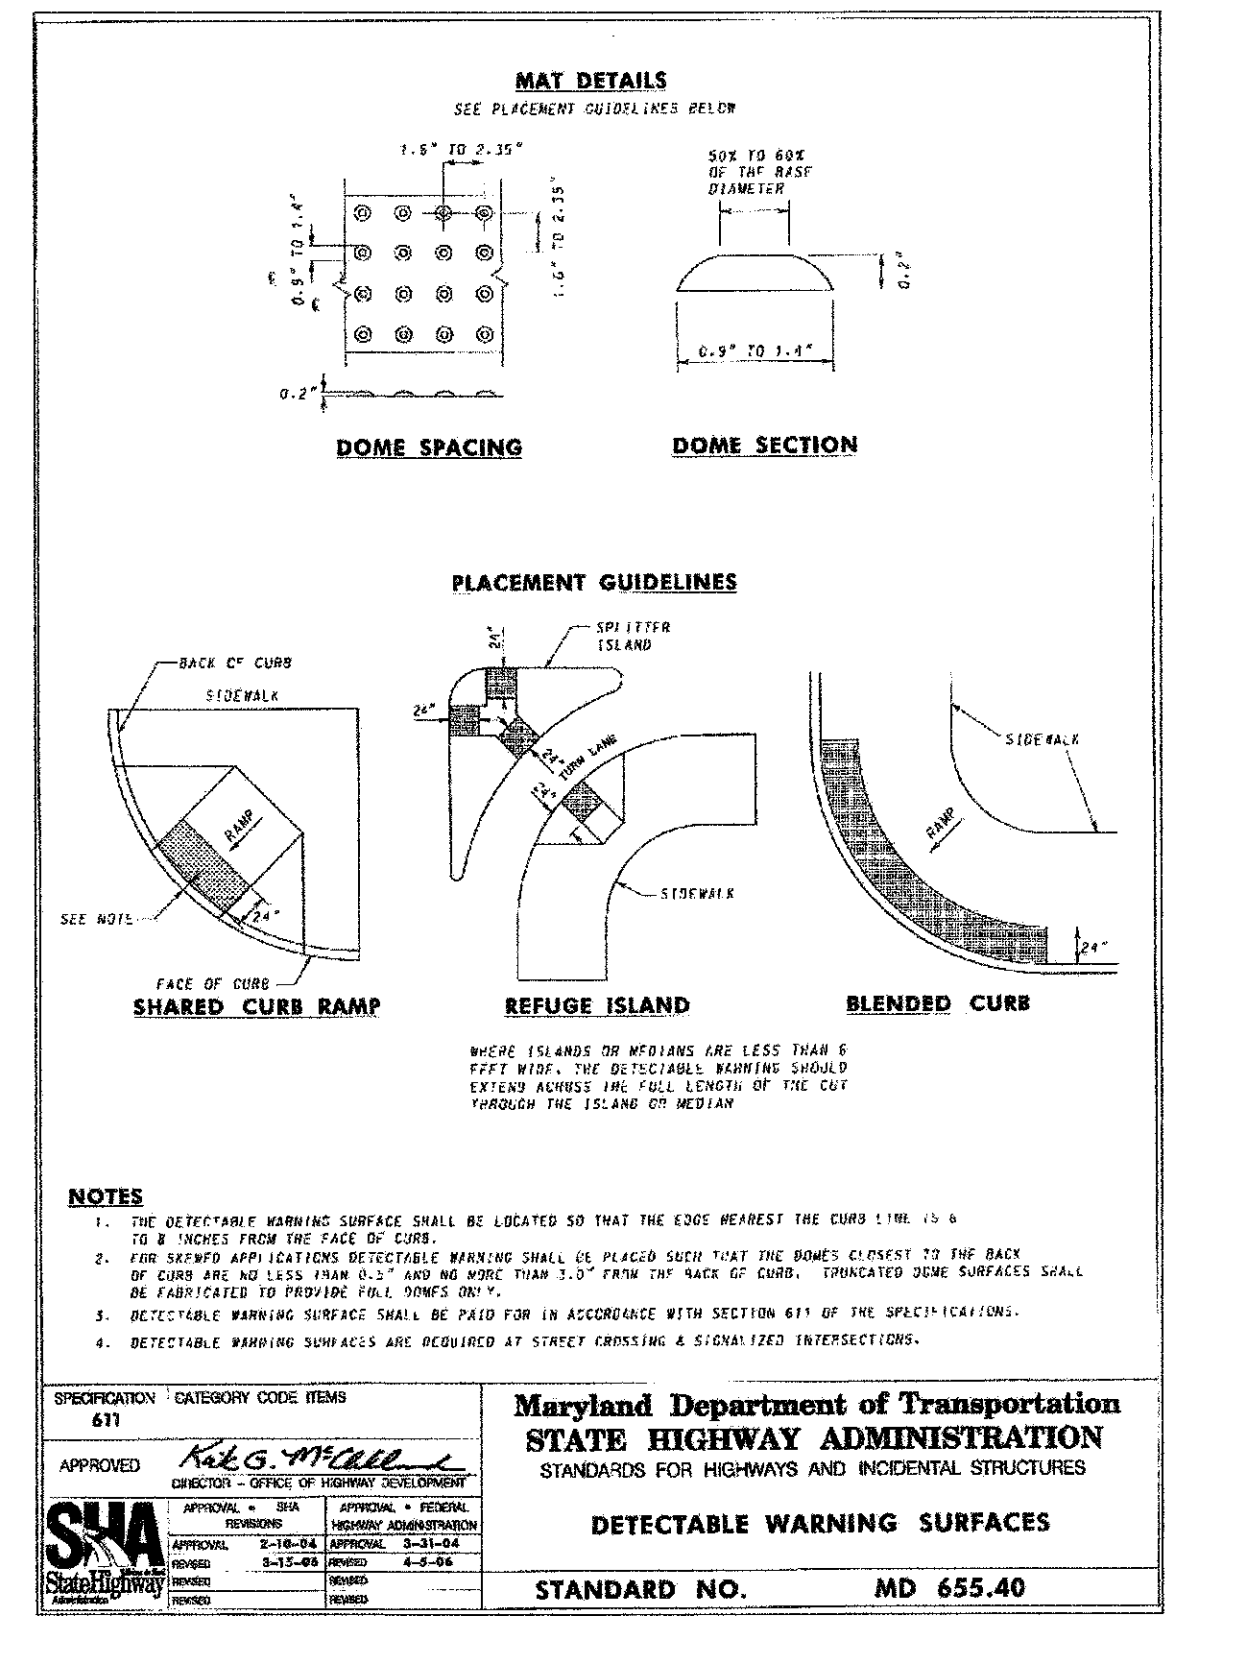 MAT DETAILS
SEE PLACEMENT GUIDELINES BELOW
1.6" TO 2.35"
50% TO 60%
OF THE BASE
DIAMETER
0.9" TO 1.4"
1.6" TO 2.35"
0.2"
℄
℄
0.9" TO 1.4"
0.2"
DOME SPACING
DOME SECTION
PLACEMENT GUIDELINES
24"
SPLITTER
ISLAND
BACK OF CURB
SIDEWALK
24"
SIDEWALK
24"
TURN LANE
24"
RAMP
RAMP
SEE NOTE
24"
SIDEWALK
24"
FACE OF CURB
SHARED CURB RAMP
REFUGE ISLAND
BLENDED CURB
WHERE ISLANDS OR MEDIANS ARE LESS THAN 6
FEET WIDE, THE DETECTABLE WARNING SHOULD
EXTEND ACROSS THE FULL LENGTH OF THE CUT
THROUGH THE ISLAND OR MEDIAN
NOTES
1. THE DETECTABLE WARNING SURFACE SHALL BE LOCATED SO THAT THE EDGE NEAREST THE CURB LINE IS 6
TO 8 INCHES FROM THE FACE OF CURB.
2. FOR SKEWED APPLICATIONS DETECTABLE WARNING SHALL BE PLACED SUCH THAT THE DOMES CLOSEST TO THE BACK
OF CURB ARE NO LESS THAN 0.5" AND NO MORE THAN 3.0" FROM THE BACK OF CURB. TRUNCATED DOME SURFACES SHALL
BE FABRICATED TO PROVIDE FULL DOMES ONLY.
3. DETECTABLE WARNING SURFACE SHALL BE PAID FOR IN ACCORDANCE WITH SECTION 611 OF THE SPECIFICATIONS.
4. DETECTABLE WARNING SURFACES ARE REQUIRED AT STREET CROSSING & SIGNALIZED INTERSECTIONS.
SPECIFICATION CATEGORY CODE ITEMS
611
APPROVED Kirk G. McClelland
DIRECTOR - OFFICE OF HIGHWAY DEVELOPMENT
APPROVAL • SHA
REVISIONS
APPROVAL • FEDERAL
HIGHWAY ADMINISTRATION
APPROVAL 2-10-04 APPROVAL 3-31-04
REVISED 3-15-06 REVISED 4-5-06
REVISED REVISED
REVISED REVISED
SHA
State Highway
Administration
Maryland Department of Transportation
STATE HIGHWAY ADMINISTRATION
STANDARDS FOR HIGHWAYS AND INCIDENTAL STRUCTURES
DETECTABLE WARNING SURFACES
STANDARD NO. MD 655.40